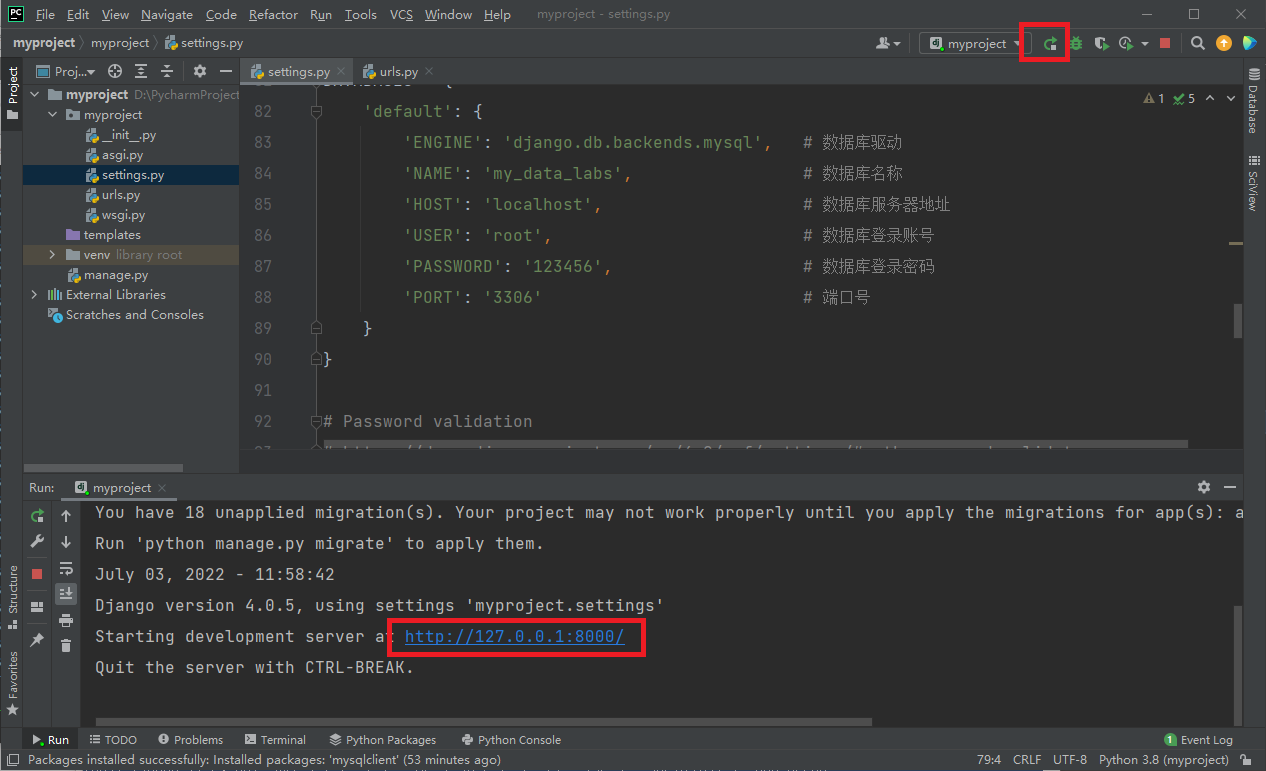 PC File Edit View Navigate Code Refactor Run Tools VCS Window Help myproject - settings.py
myproject myproject settings.py dj myproject
Proj... settings.py urls.py
Project
myproject D:\PycharmProject
myproject
__init__.py
asgi.py
settings.py
urls.py
wsgi.py
templates
venv library root
manage.py
External Libraries
Scratches and Consoles
1 5
82 'default': {
83 'ENGINE': 'django.db.backends.mysql', # 数据库驱动
84 'NAME': 'my_data_labs', # 数据库名称
85 'HOST': 'localhost', # 数据库服务器地址
86 'USER': 'root', # 数据库登录账号
87 'PASSWORD': '123456', # 数据库登录密码
88 'PORT': '3306' # 端口号
89 }
90 }
91
92 # Password validation
Database
SciView
Run: dj myproject
You have 18 unapplied migration(s). Your project may not work properly until you apply the migrations for app(s): a
Run 'python manage.py migrate' to apply them.
July 03, 2022 - 11:58:42
Django version 4.0.5, using settings 'myproject.settings'
Starting development server at http://127.0.0.1:8000/
Quit the server with CTRL-BREAK.
Structure
Favorites
Run TODO Problems Terminal Python Packages Python Console 1 Event Log
Packages installed successfully: Installed packages: 'mysqlclient' (53 minutes ago) 79:4 CRLF UTF-8 Python 3.8 (myproject)